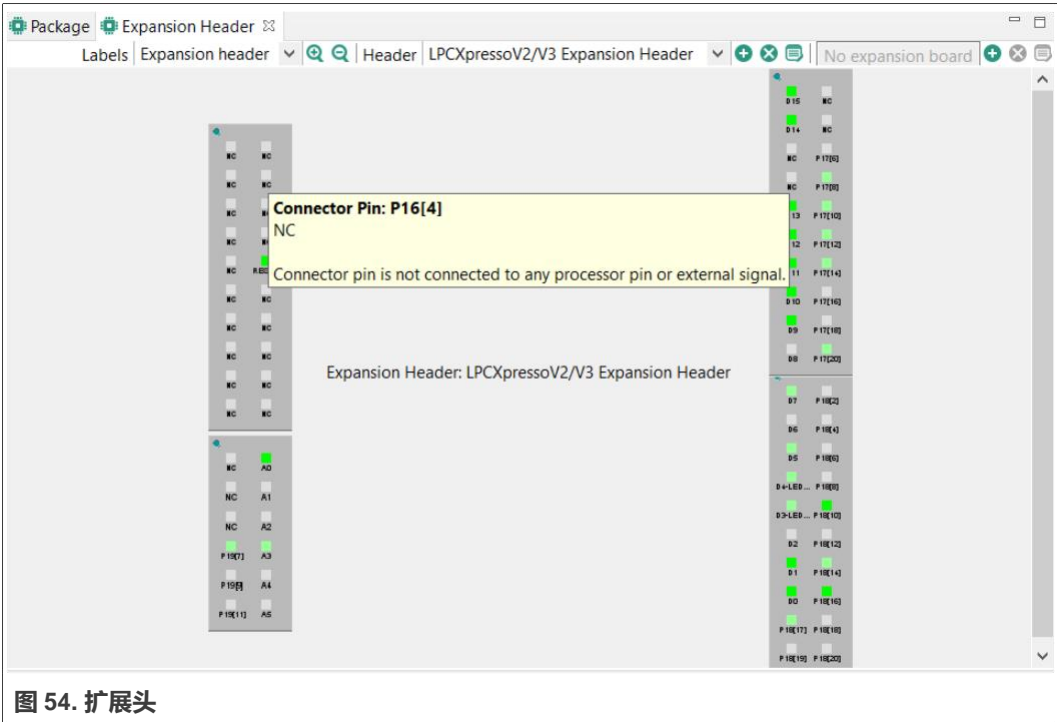 Package Expansion Header
Labels Expansion header Header LPCXpressoV2/V3 Expansion Header No expansion board
NC NC
NC NC
NC
NC
NC
NC NC
NC NC
NC NC
NC NC
NC NC
Connector Pin: P16[4]
NC
Connector pin is not connected to any processor pin or external signal.
Expansion Header: LPCXpressoV2/V3 Expansion Header
NC A0
NC A1
NC A2
P19[7] A3
A4
P19[11] A5
D15 NC
D14 NC
NC P17[6]
NC P17[8]
13 P17[10]
12 P17[12]
11 P17[14]
D10 P17[16]
D9 P17[18]
D8 P17[20]
D7 P18[2]
D6 P18[4]
D5 P18[6]
D4-LED... P18[8]
D3-LED... P18[10]
D2 P18[12]
D1 P18[14]
D0 P18[16]
P18[17] P18[18]
P18[19] P18[20]
图 54. 扩展头